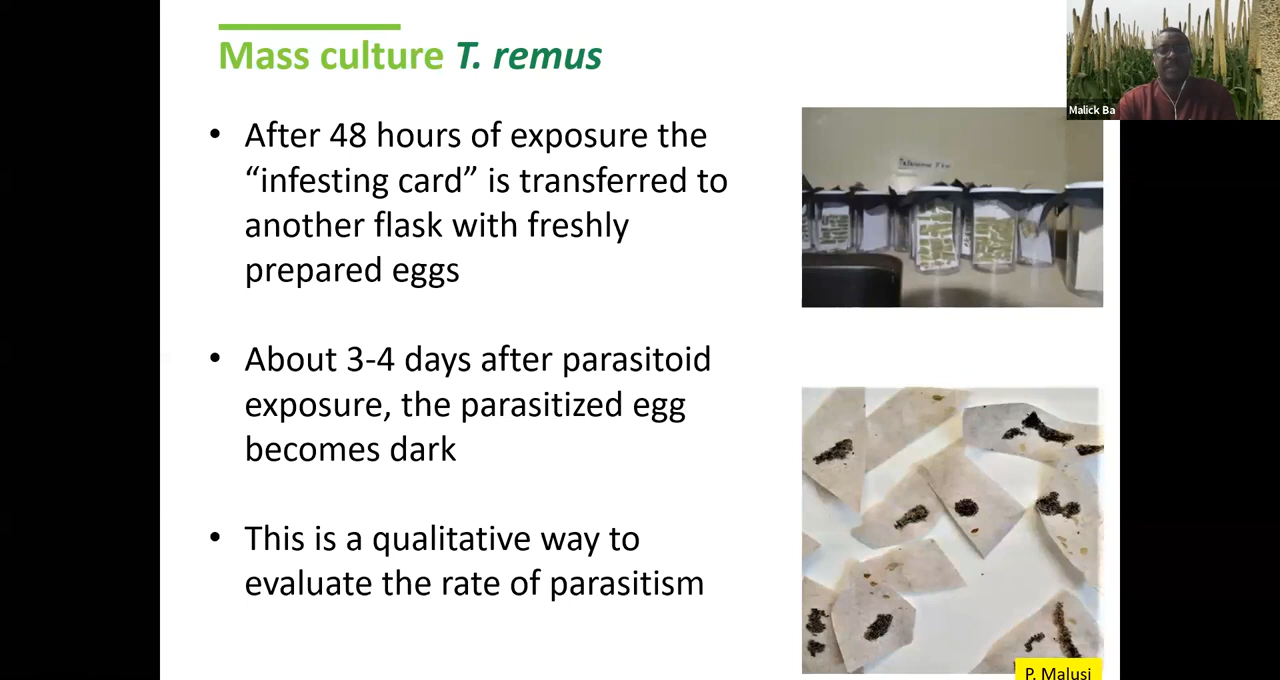 Mass culture T. remus
• After 48 hours of exposure the
“infesting card” is transferred to
another flask with freshly
prepared eggs
• About 3-4 days after parasitoid
exposure, the parasitized egg
becomes dark
• This is a qualitative way to
evaluate the rate of parasitism
Malick Ba
P. Malusi